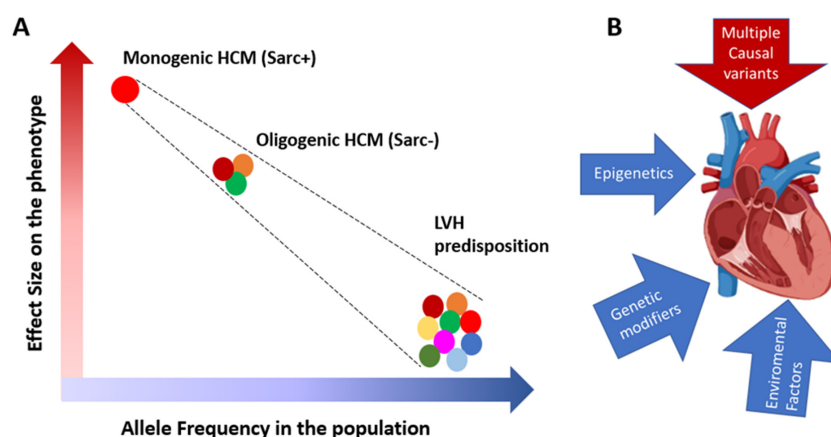 A
Monogenic HCM (Sarc+)
Oligogenic HCM (Sarc-)
LVH
predisposition
Effect Size on the phenotype
Allele Frequency in the population
B
Multiple
Causal
variants
Epigenetics
Genetic
modifiers
Enviromental
Factors